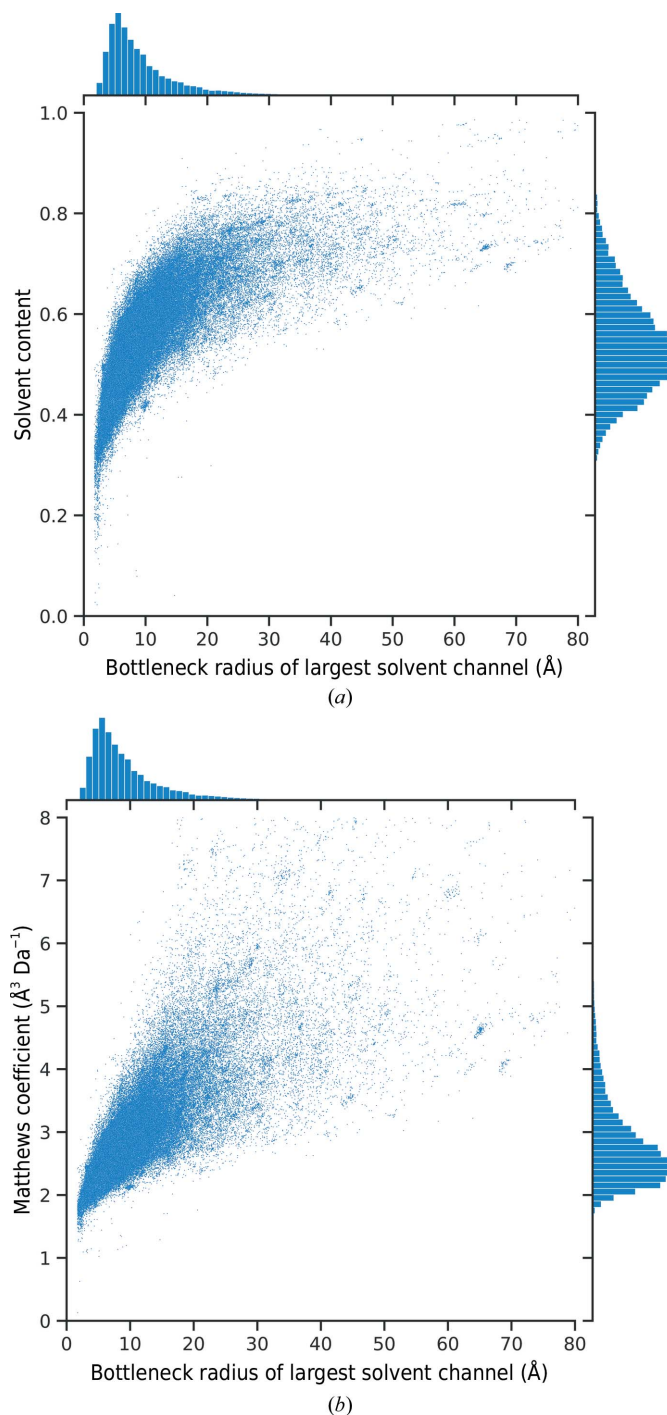 1.0
0.8
0.6
0.4
0.2
0.0
Solvent content
0 10 20 30 40 50 60 70 80
Bottleneck radius of largest solvent channel (Å)
(a)
8
7
6
5
4
3
2
1
0
Matthews coefficient (Å³ Da⁻¹)
0 10 20 30 40 50 60 70 80
Bottleneck radius of largest solvent channel (Å)
(b)